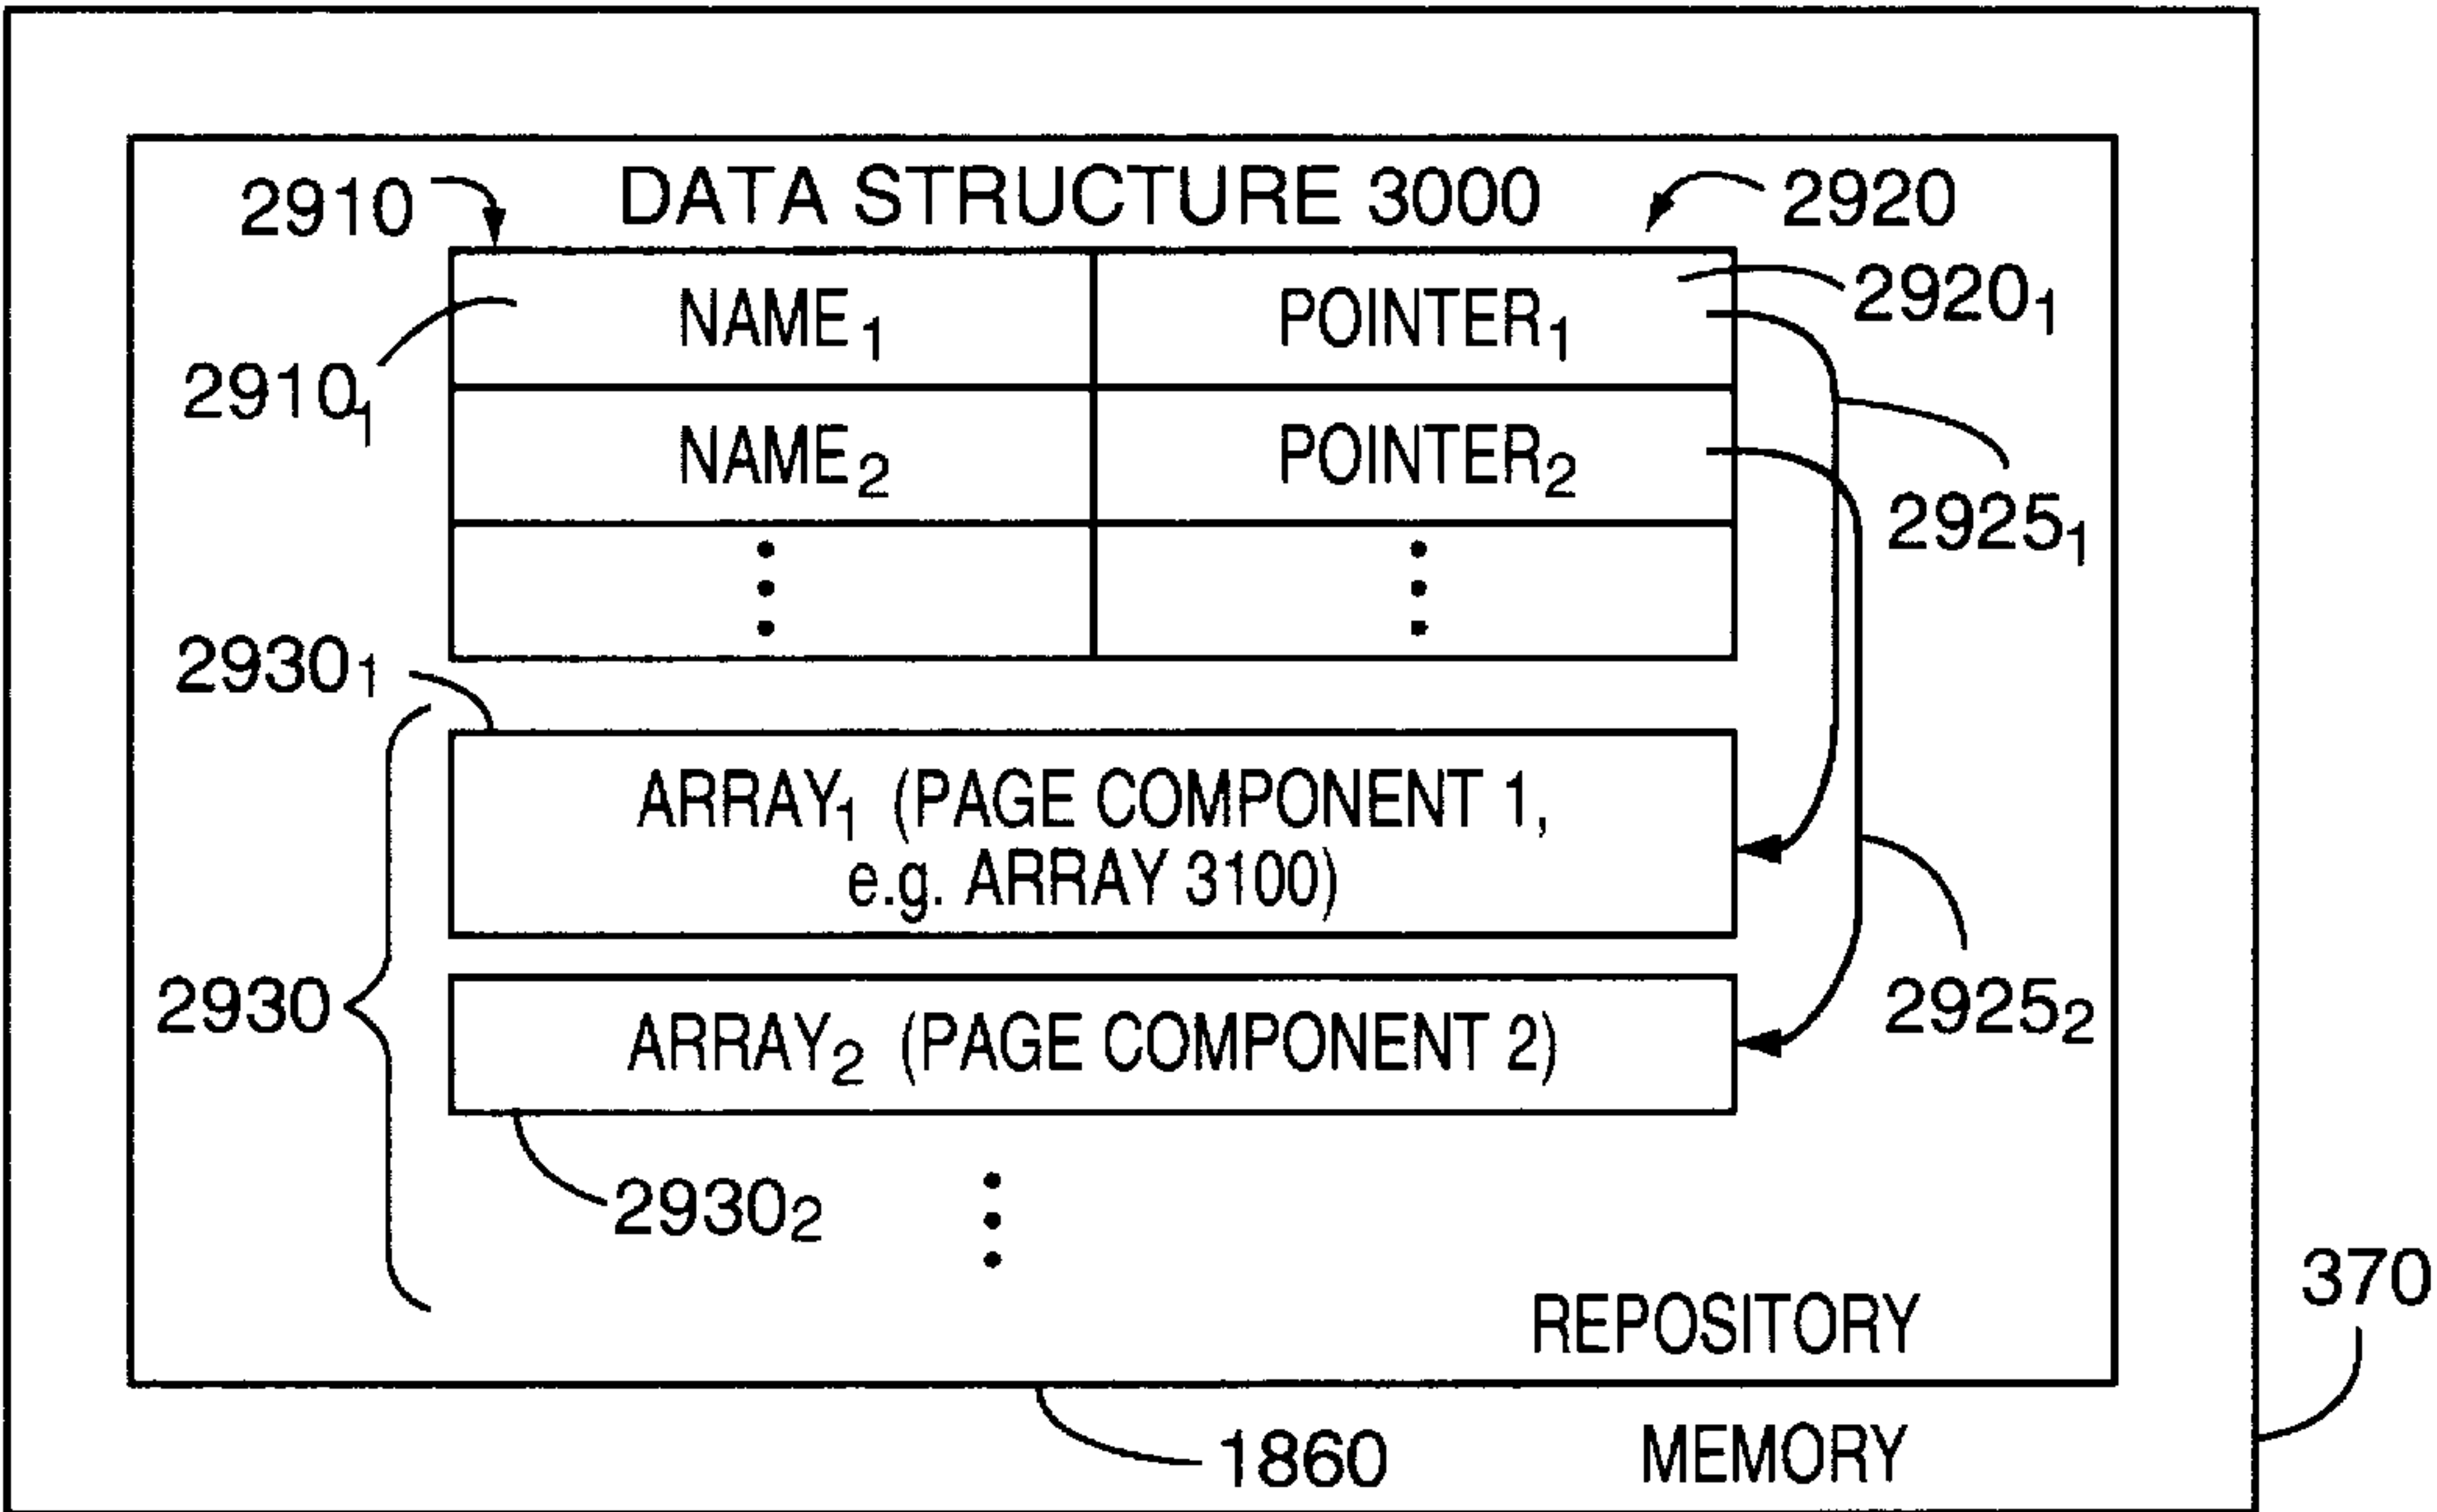 DATA STRUCTURE 3000
2910
2920
NAME₁
POINTER₁
2920₁
2910₁
NAME₂
POINTER₂
2925₁
2930₁
ARRAY₁ (PAGE COMPONENT 1,
e.g. ARRAY 3100)
2930
ARRAY₂ (PAGE COMPONENT 2)
2925₂
2930₂
REPOSITORY
370
1860
MEMORY